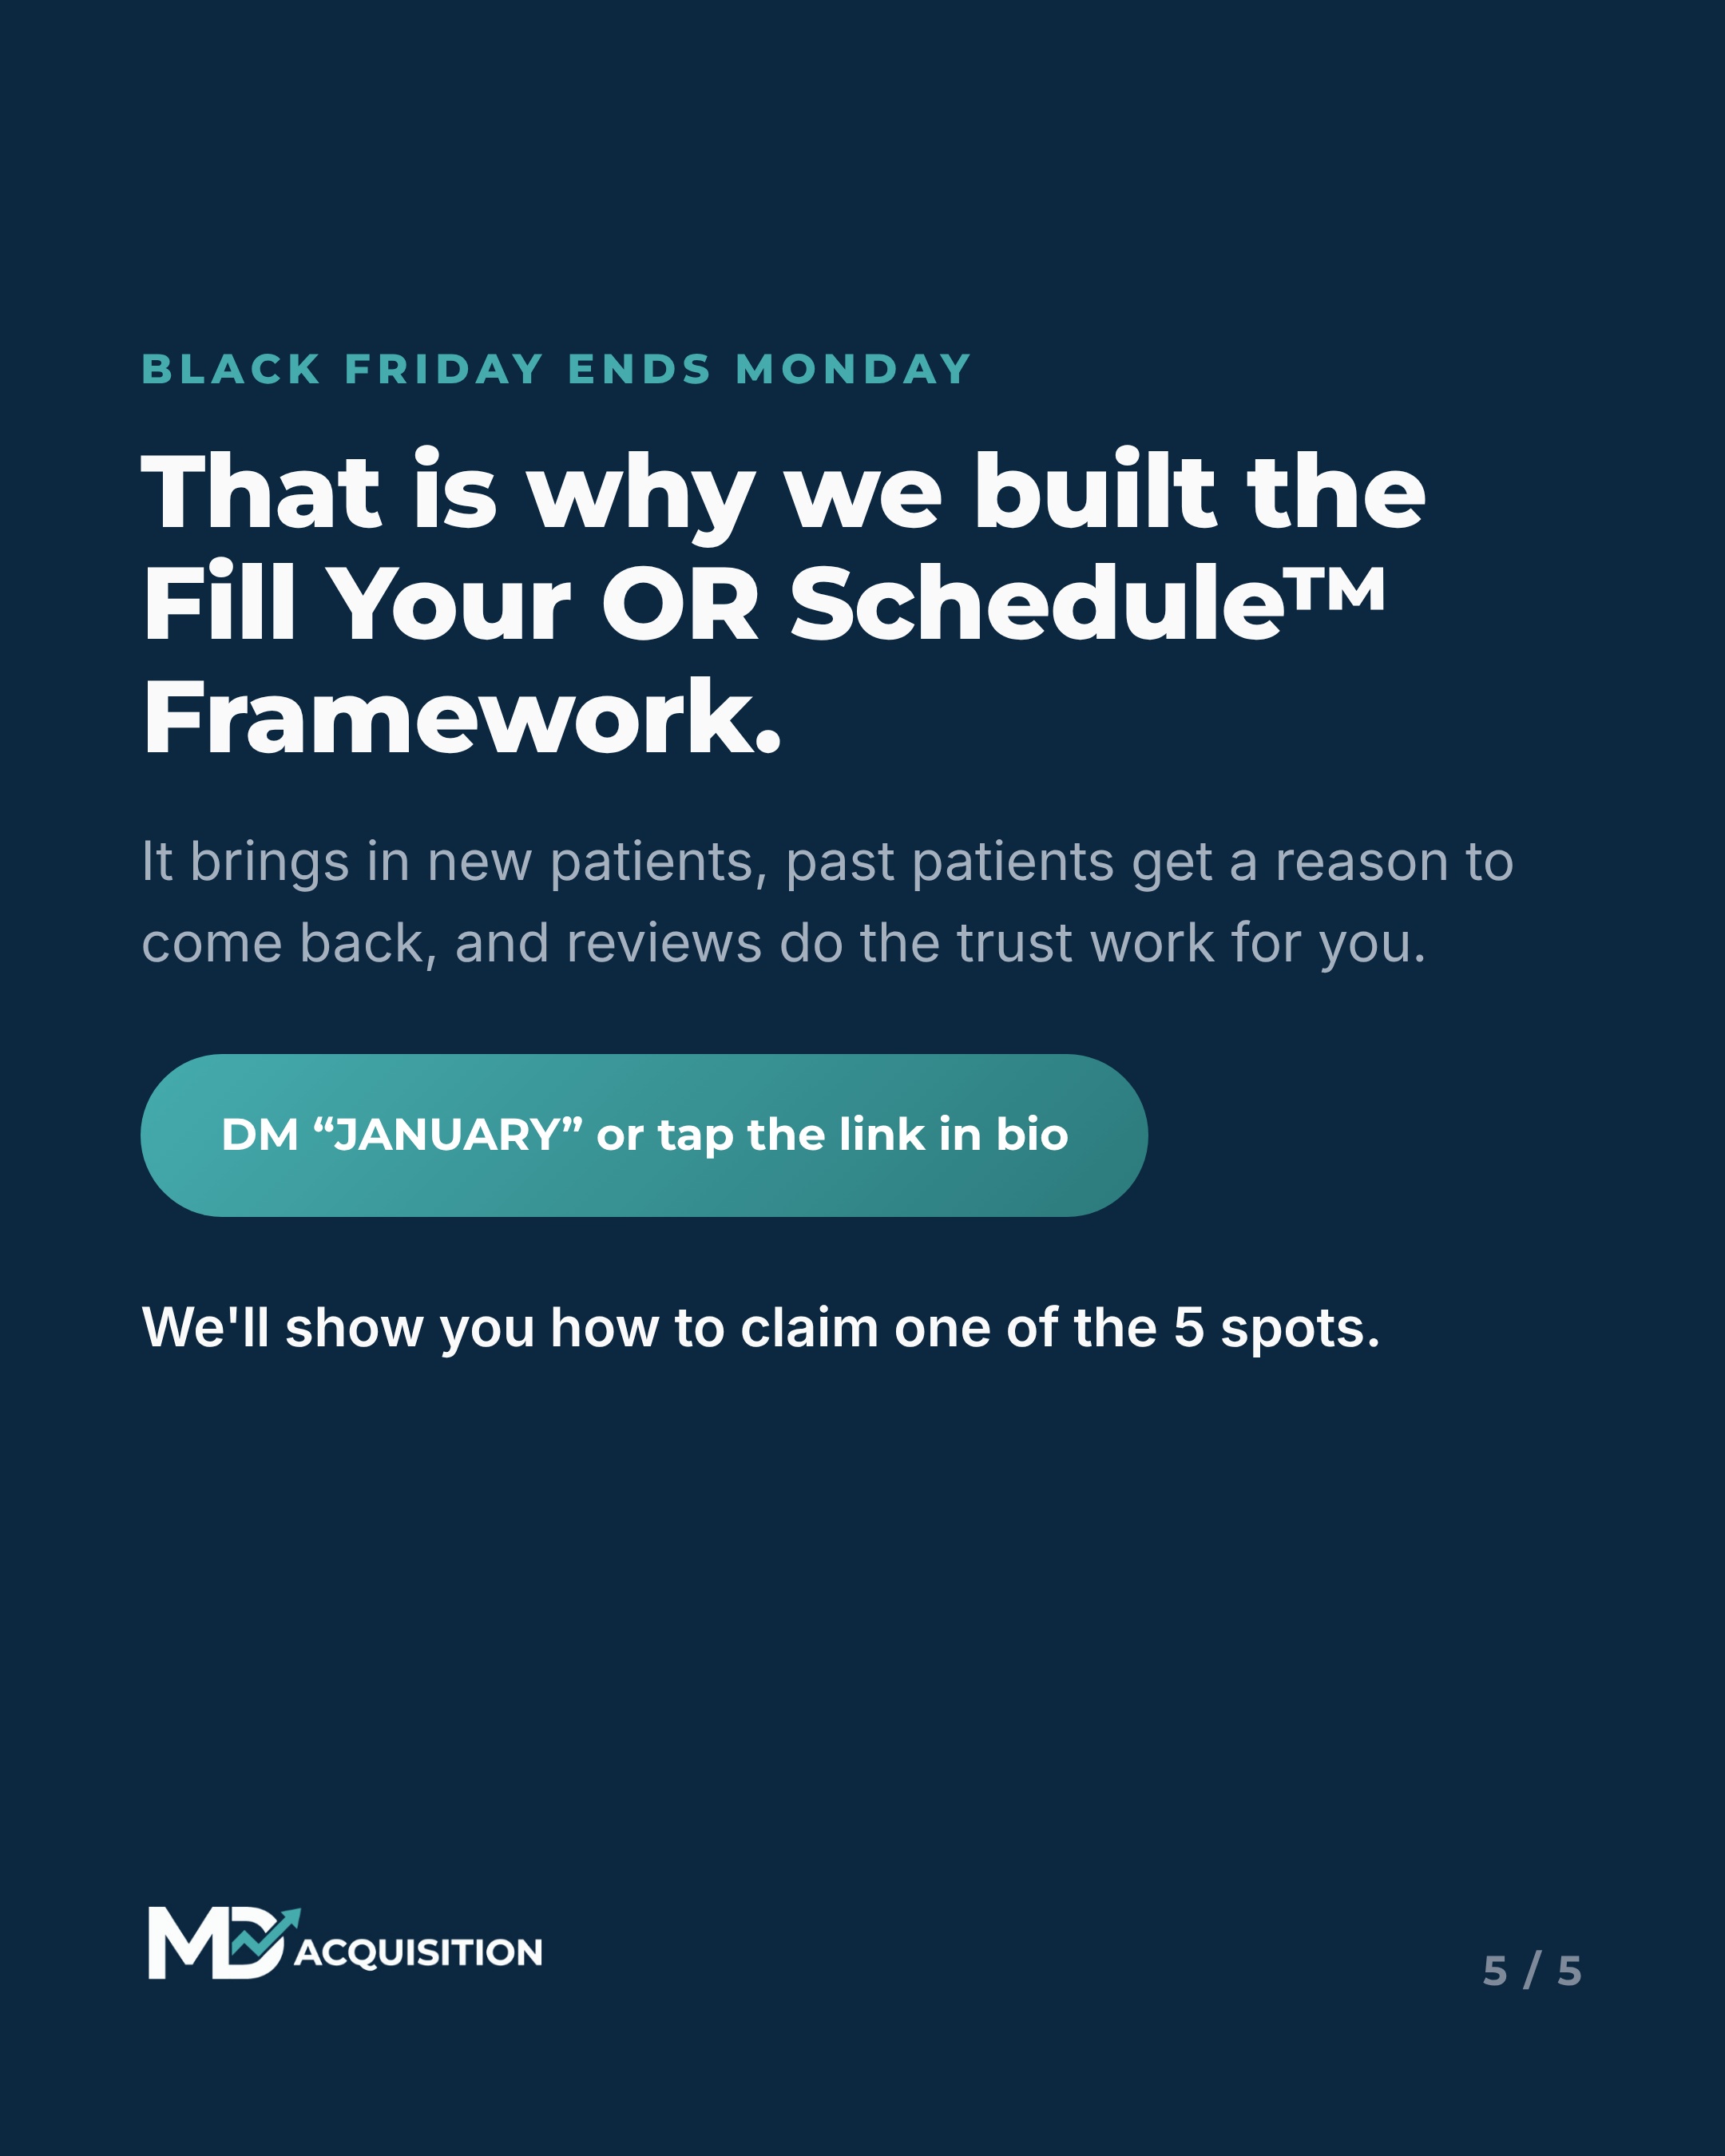 BLACK FRIDAY ENDS MONDAY
That is why we built the
Fill Your OR Schedule™
Framework.
It brings in new patients, past patients get a reason to
come back, and reviews do the trust work for you.
DM “JANUARY” or tap the link in bio
We'll show you how to claim one of the 5 spots.
MD ACQUISITION
5 / 5